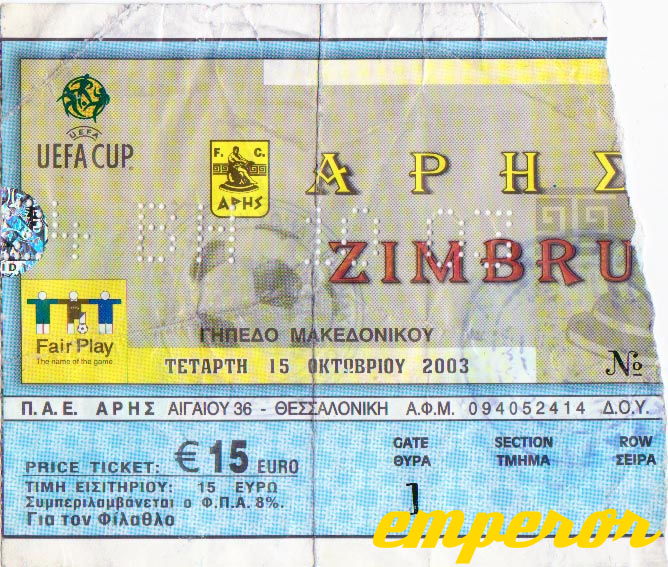 UEFA
UEFA CUP
F. C.
ΑΡΗΣ
ΑΡΗΣ
ZIMBRU
Fair Play
The name of the game
ΓΗΠΕΔΟ ΜΑΚΕΔΟΝΙΚΟΥ
ΤΕΤΑΡΤΗ 15 ΟΚΤΩΒΡΙΟΥ 2003
№
Π.Α.Ε. ΑΡΗΣ ΑΙΓΑΙΟΥ 36 - ΘΕΣΣΑΛΟΝΙΚΗ Α.Φ.Μ. 094052414 Δ.Ο.Υ.
PRICE TICKET: € 15 EURO
ΤΙΜΗ ΕΙΣΙΤΗΡΙΟΥ: 15 ΕΥΡΩ
Συμπεριλαμβάνεται ο Φ.Π.Α. 8%.
Για τον Φίλαθλο
GATE SECTION ROW
ΘΥΡΑ ΤΜΗΜΑ ΣΕΙΡΑ
1
emperor